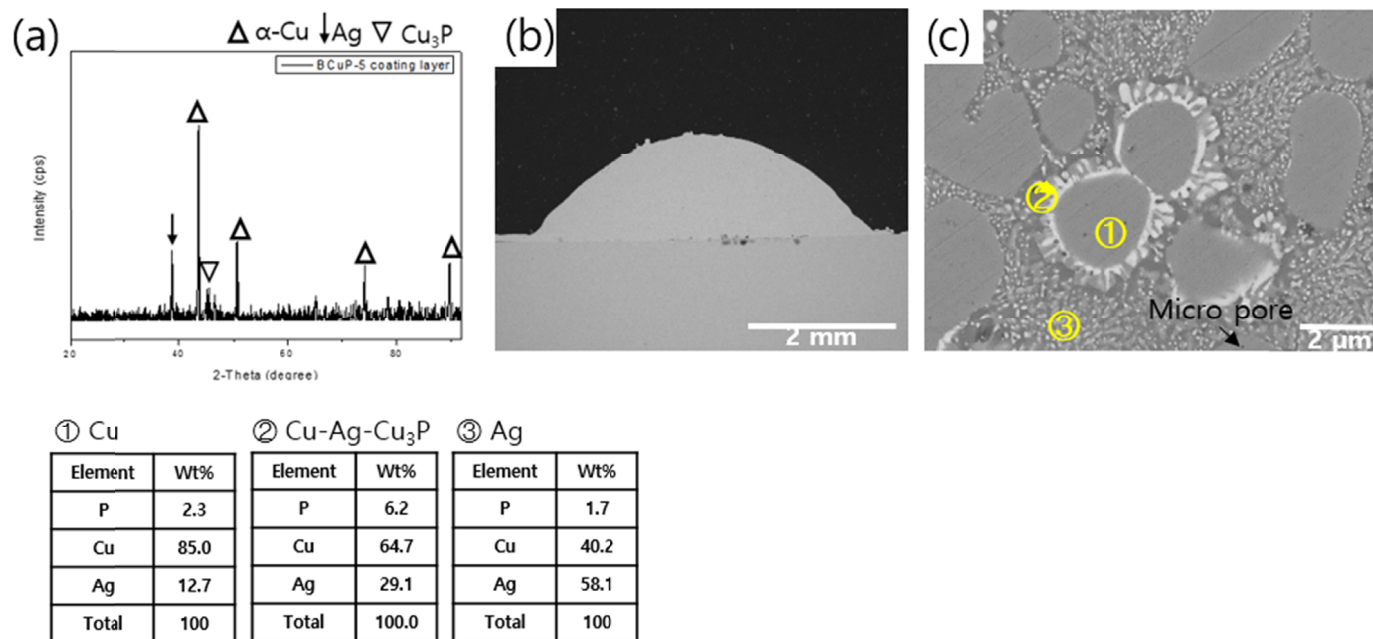 (a)
△ α-Cu ↓Ag ▽ Cu₃P
BCuP-5 coating layer
Intensity (cps)
20 40 60 80
2-Theta (degree)
(b)
2 mm
(c)
②
①
③
Micro pore
2 μm
① Cu
Element Wt%
P 2.3
Cu 85.0
Ag 12.7
Total 100
② Cu-Ag-Cu₃P
Element Wt%
P 6.2
Cu 64.7
Ag 29.1
Total 100.0
③ Ag
Element Wt%
P 1.7
Cu 40.2
Ag 58.1
Total 100